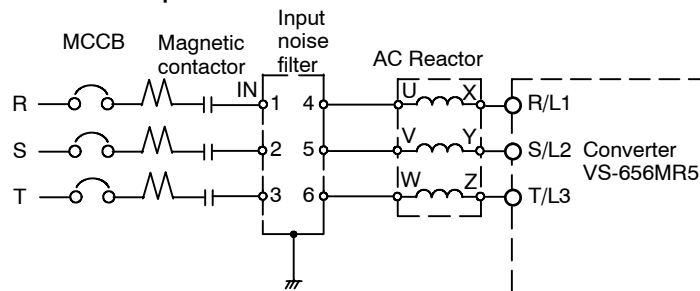 Input
noise
filter
MCCB
Magnetic
contactor
AC Reactor
IN
R
1
4
U
X
R/L1
S
2
5
V
Y
S/L2
Converter
VS-656MR5
T
3
6
W
Z
T/L3